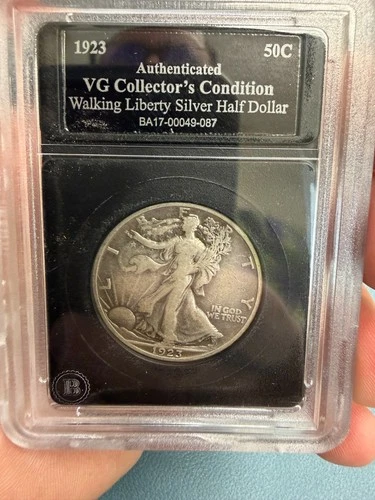 1923 50C
Authenticated
VG Collector's Condition
Walking Liberty Silver Half Dollar
BA17-00049-087
LIBERTY
IN GOD
WE TRUST
1923
B